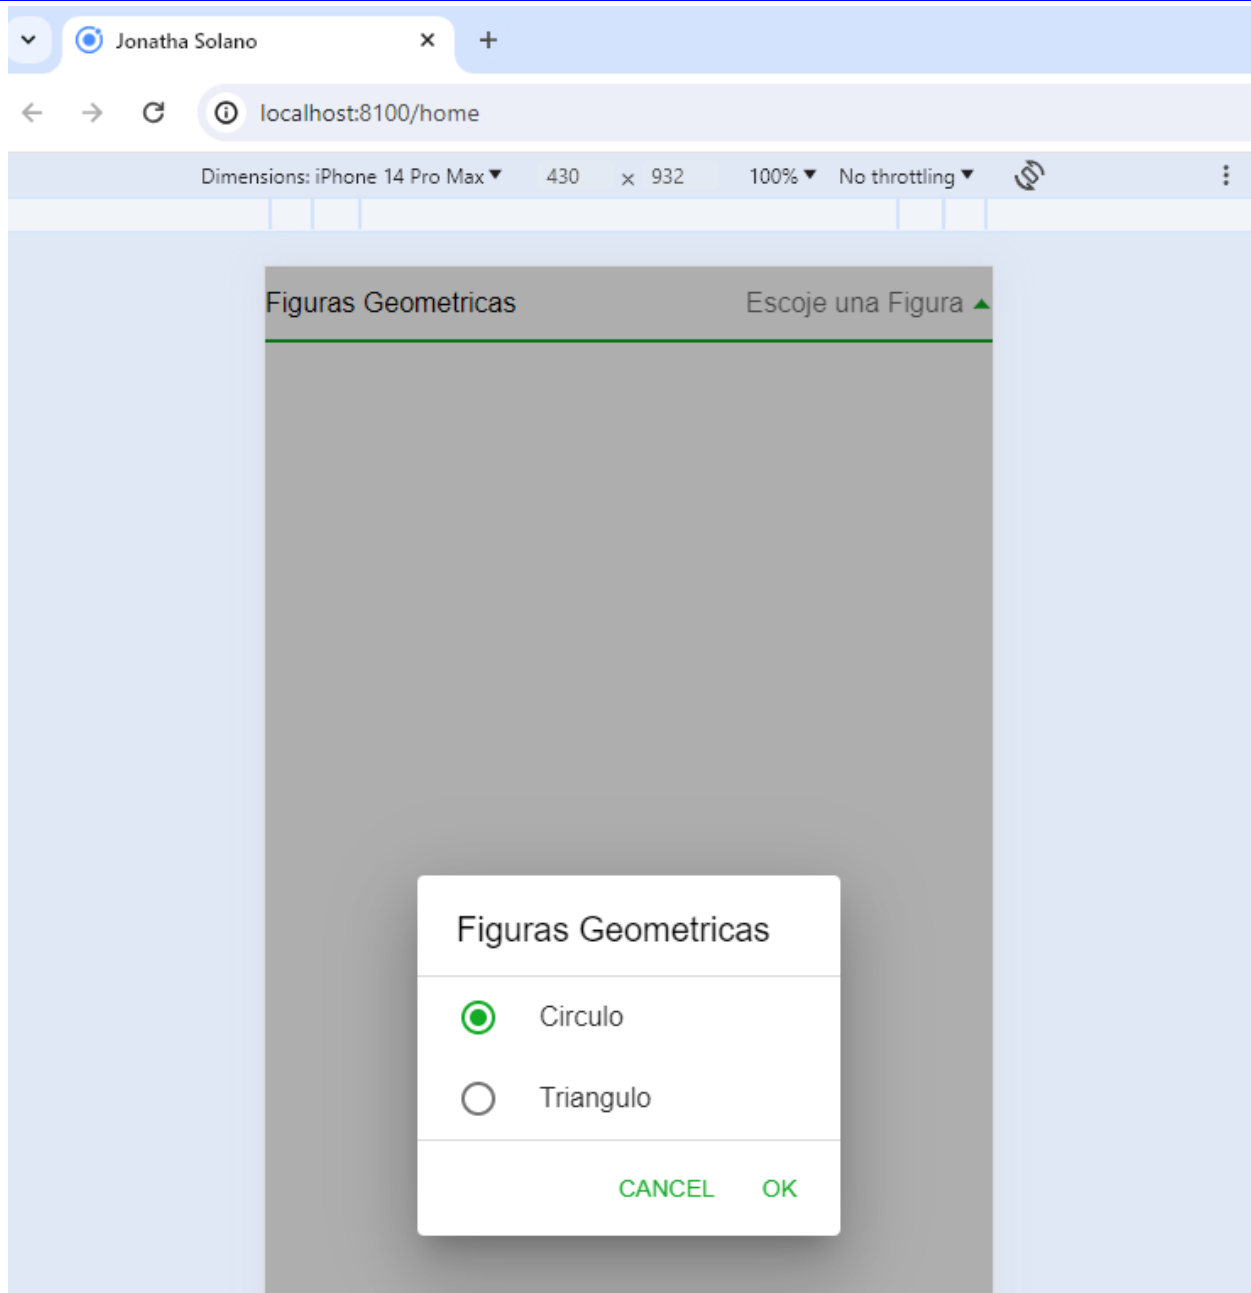 Jonatha Solano
localhost:8100/home
Dimensions: iPhone 14 Pro Max 430 x 932 100% No throttling
Figuras Geometricas Escoje una Figura
Figuras Geometricas
Circulo
Triangulo
CANCEL OK